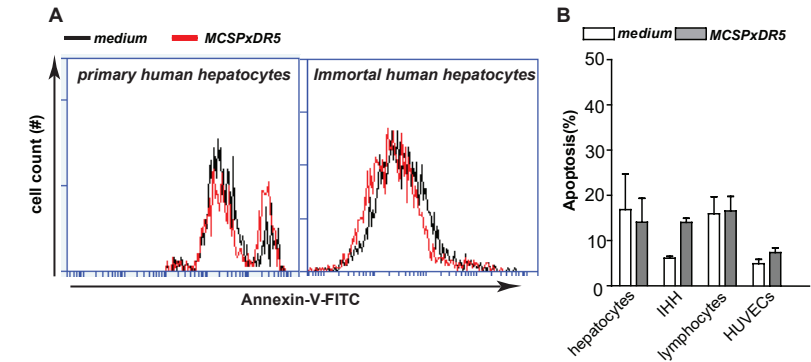 A
medium MCSPxDR5
primary human hepatocytes
Immortal human hepatocytes
cell count (#)
Annexin-V-FITC
B
medium MCSPxDR5
Apoptosis(%)
50
40
30
20
10
0
hepatocytes
IHH
lymphocytes
HUVECs